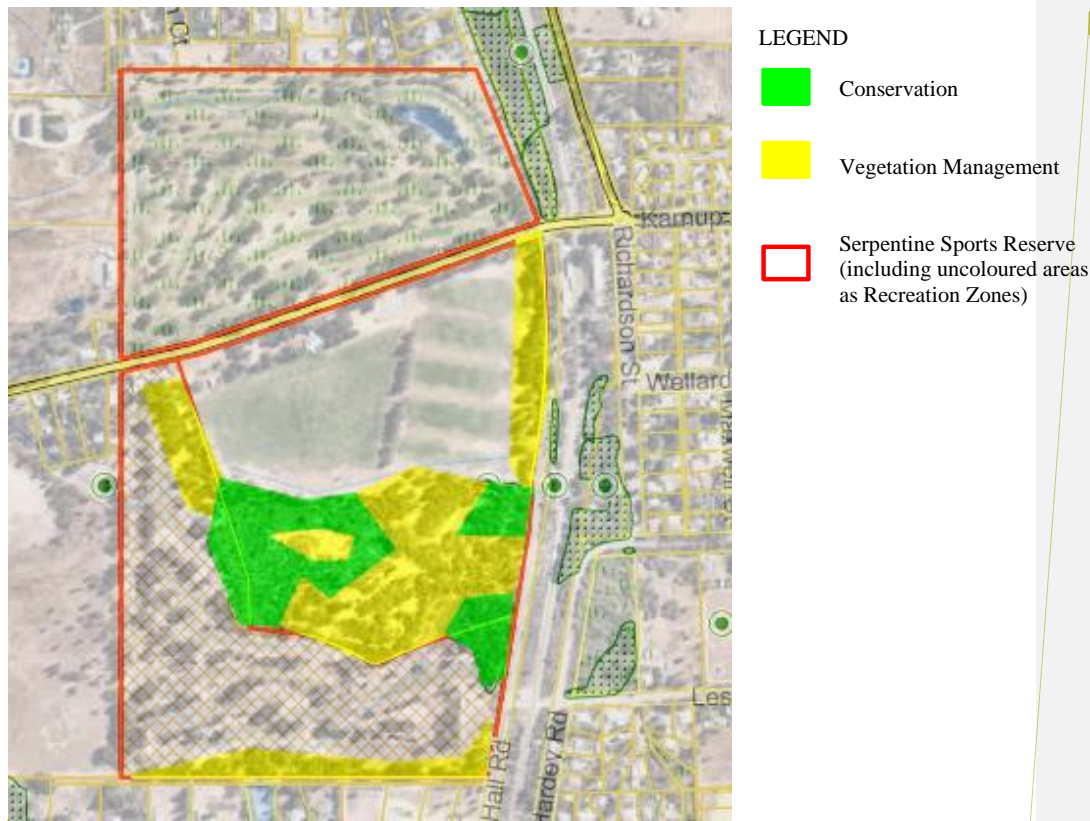 LEGEND
Conservation
Vegetation Management
Serpentine Sports Reserve
(including uncoloured areas
as Recreation Zones)
Ct
Karnup
Richardson St
Wellard
Les
Hall Rd
Hardey Rd